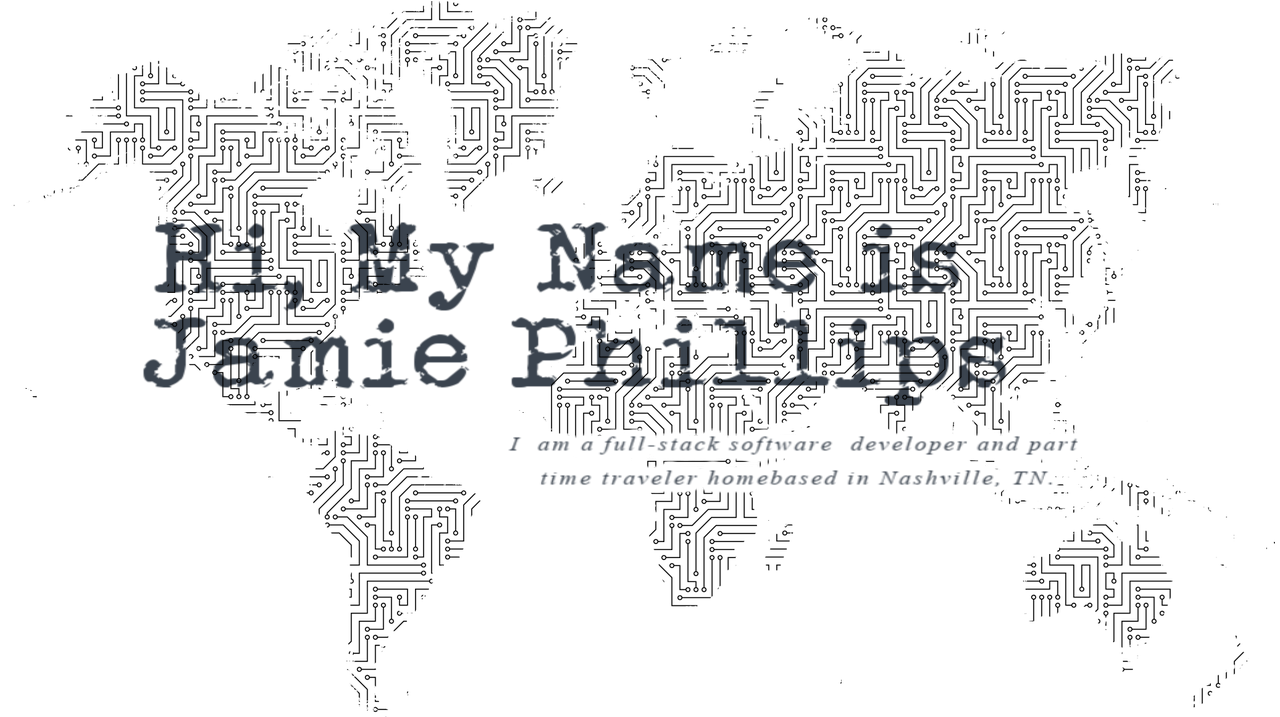 Hi, My Name is
Jamie Phillips
I am a full-stack software developer and part
time traveler homebased in Nashville, TN.